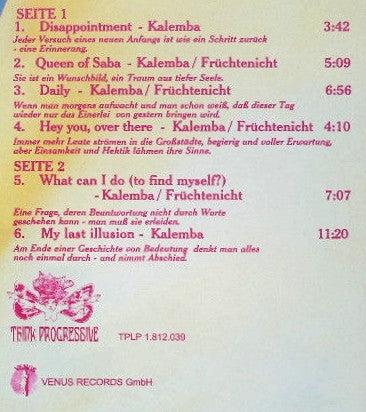 SEITE 1
1. Disappointment - Kalemba 3:42
Jeder Versuch eines neuen Anfangs ist wie ein Schritt zurück
- eine Erinnerung.
2. Queen of Saba - Kalemba/ Früchtenicht 5:09
Sie ist ein Wunschbild, ein Traum aus tiefer Seele.
3. Daily - Kalemba/ Früchtenicht 6:56
Wenn man morgens aufwacht und man schon weiß, daß dieser Tag
wieder nur das Einerlei von gestern bringen wird.
4. Hey you, over there - Kalemba/ Früchtenicht 4:10
Immer mehr Leute strömen in die Großstädte, begierig und voller Erwartung,
aber Einsamkeit und Hektik lähmen ihre Sinne.
SEITE 2
5. What can I do (to find myself?)
- Kalemba/ Früchtenicht 7:07
Eine Frage, deren Beantwortung nicht durch Worte
geschehen kann - man muß sie erleiden.
6. My last illusion - Kalemba 11:20
Am Ende einer Geschichte von Bedeutung denkt man alles
noch einmal durch - und nimmt Abschied.
THINK PROGRESSIVE
TPLP 1.812.039
VENUS RECORDS GmbH